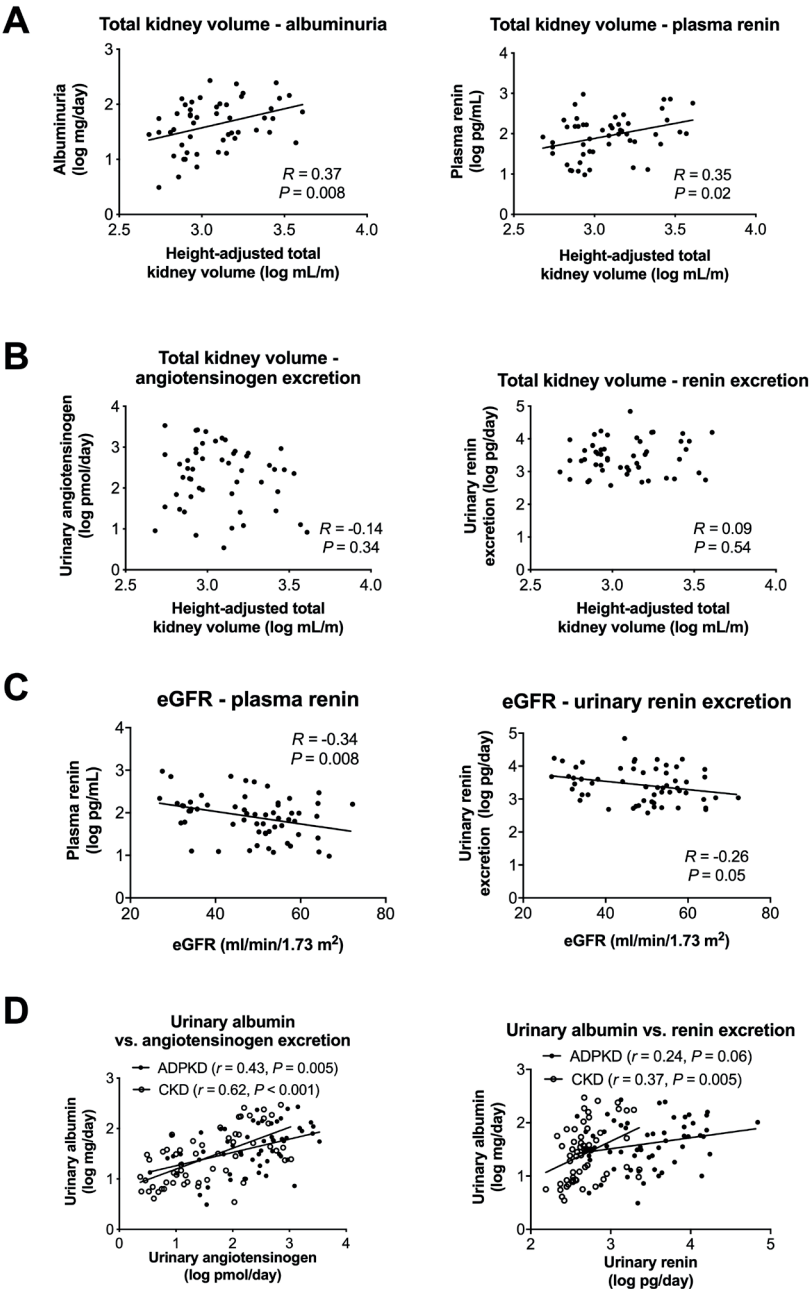 A
Total kidney volume - albuminuria
3
2
1
0
2.5
3.0
3.5
4.0
Albuminuria
(log mg/day)
R = 0.37
P = 0.008
Height-adjusted total
kidney volume (log mL/m)
Total kidney volume - plasma renin
4
3
2
1
0
2.5
3.0
3.5
4.0
Plasma renin
(log pg/mL)
R = 0.35
P = 0.02
Height-adjusted total
kidney volume (log mL/m)
B
Total kidney volume -
angiotensinogen excretion
4
3
2
1
0
2.5
3.0
3.5
4.0
Urinary angiotensinogen
(log pmol/day)
R = -0.14
P = 0.34
Height-adjusted total
kidney volume (log mL/m)
Total kidney volume - renin excretion
5
4
3
2
1
0
2.5
3.0
3.5
4.0
Urinary renin
excretion (log pg/day)
R = 0.09
P = 0.54
Height-adjusted total
kidney volume (log mL/m)
C
eGFR - plasma renin
4
3
2
1
0
20
40
60
80
Plasma renin
(log pg/mL)
R = -0.34
P = 0.008
eGFR (ml/min/1.73 m²)
eGFR - urinary renin excretion
5
4
3
2
1
0
20
40
60
80
Urinary renin
excretion (log pg/day)
R = -0.26
P = 0.05
eGFR (ml/min/1.73 m²)
D
Urinary albumin
vs. angiotensinogen excretion
ADPKD (r = 0.43, P = 0.005)
CKD (r = 0.62, P < 0.001)
3
2
1
0
0
1
2
3
4
Urinary albumin
(log mg/day)
Urinary angiotensinogen
(log pmol/day)
Urinary albumin vs. renin excretion
ADPKD (r = 0.24, P = 0.06)
CKD (r = 0.37, P = 0.005)
3
2
1
0
2
3
4
5
Urinary albumin
(log mg/day)
Urinary renin
(log pg/day)